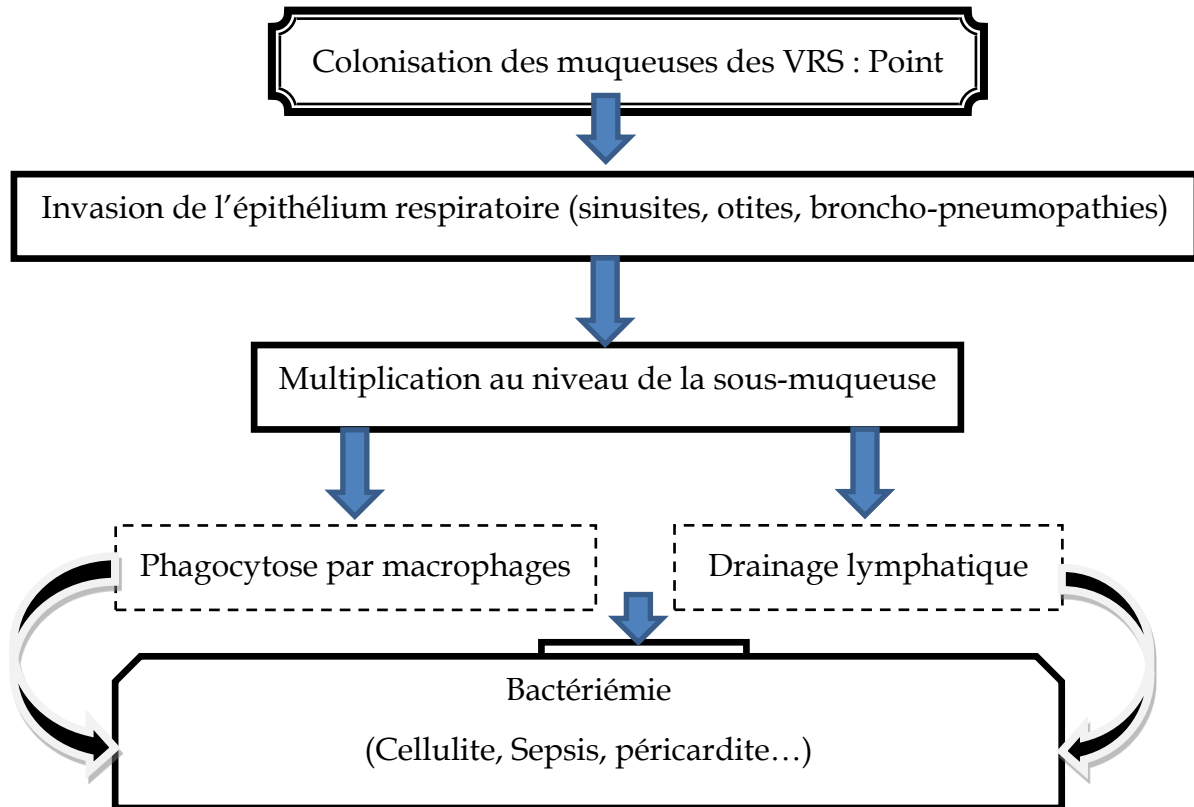 Colonisation des muqueuses des VRS : Point
Invasion de l’épithélium respiratoire (sinusites, otites, broncho-pneumopathies)
Multiplication au niveau de la sous-muqueuse
Phagocytose par macrophages
Drainage lymphatique
Bactériémie
(Cellulite, Sepsis, péricardite…)